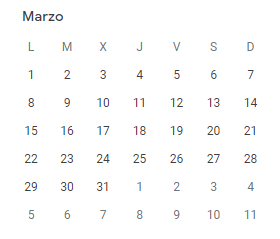 Marzo
L M X J V S D
1 2 3 4 5 6 7
8 9 10 11 12 13 14
15 16 17 18 19 20 21
22 23 24 25 26 27 28
29 30 31 1 2 3 4
5 6 7 8 9 10 11